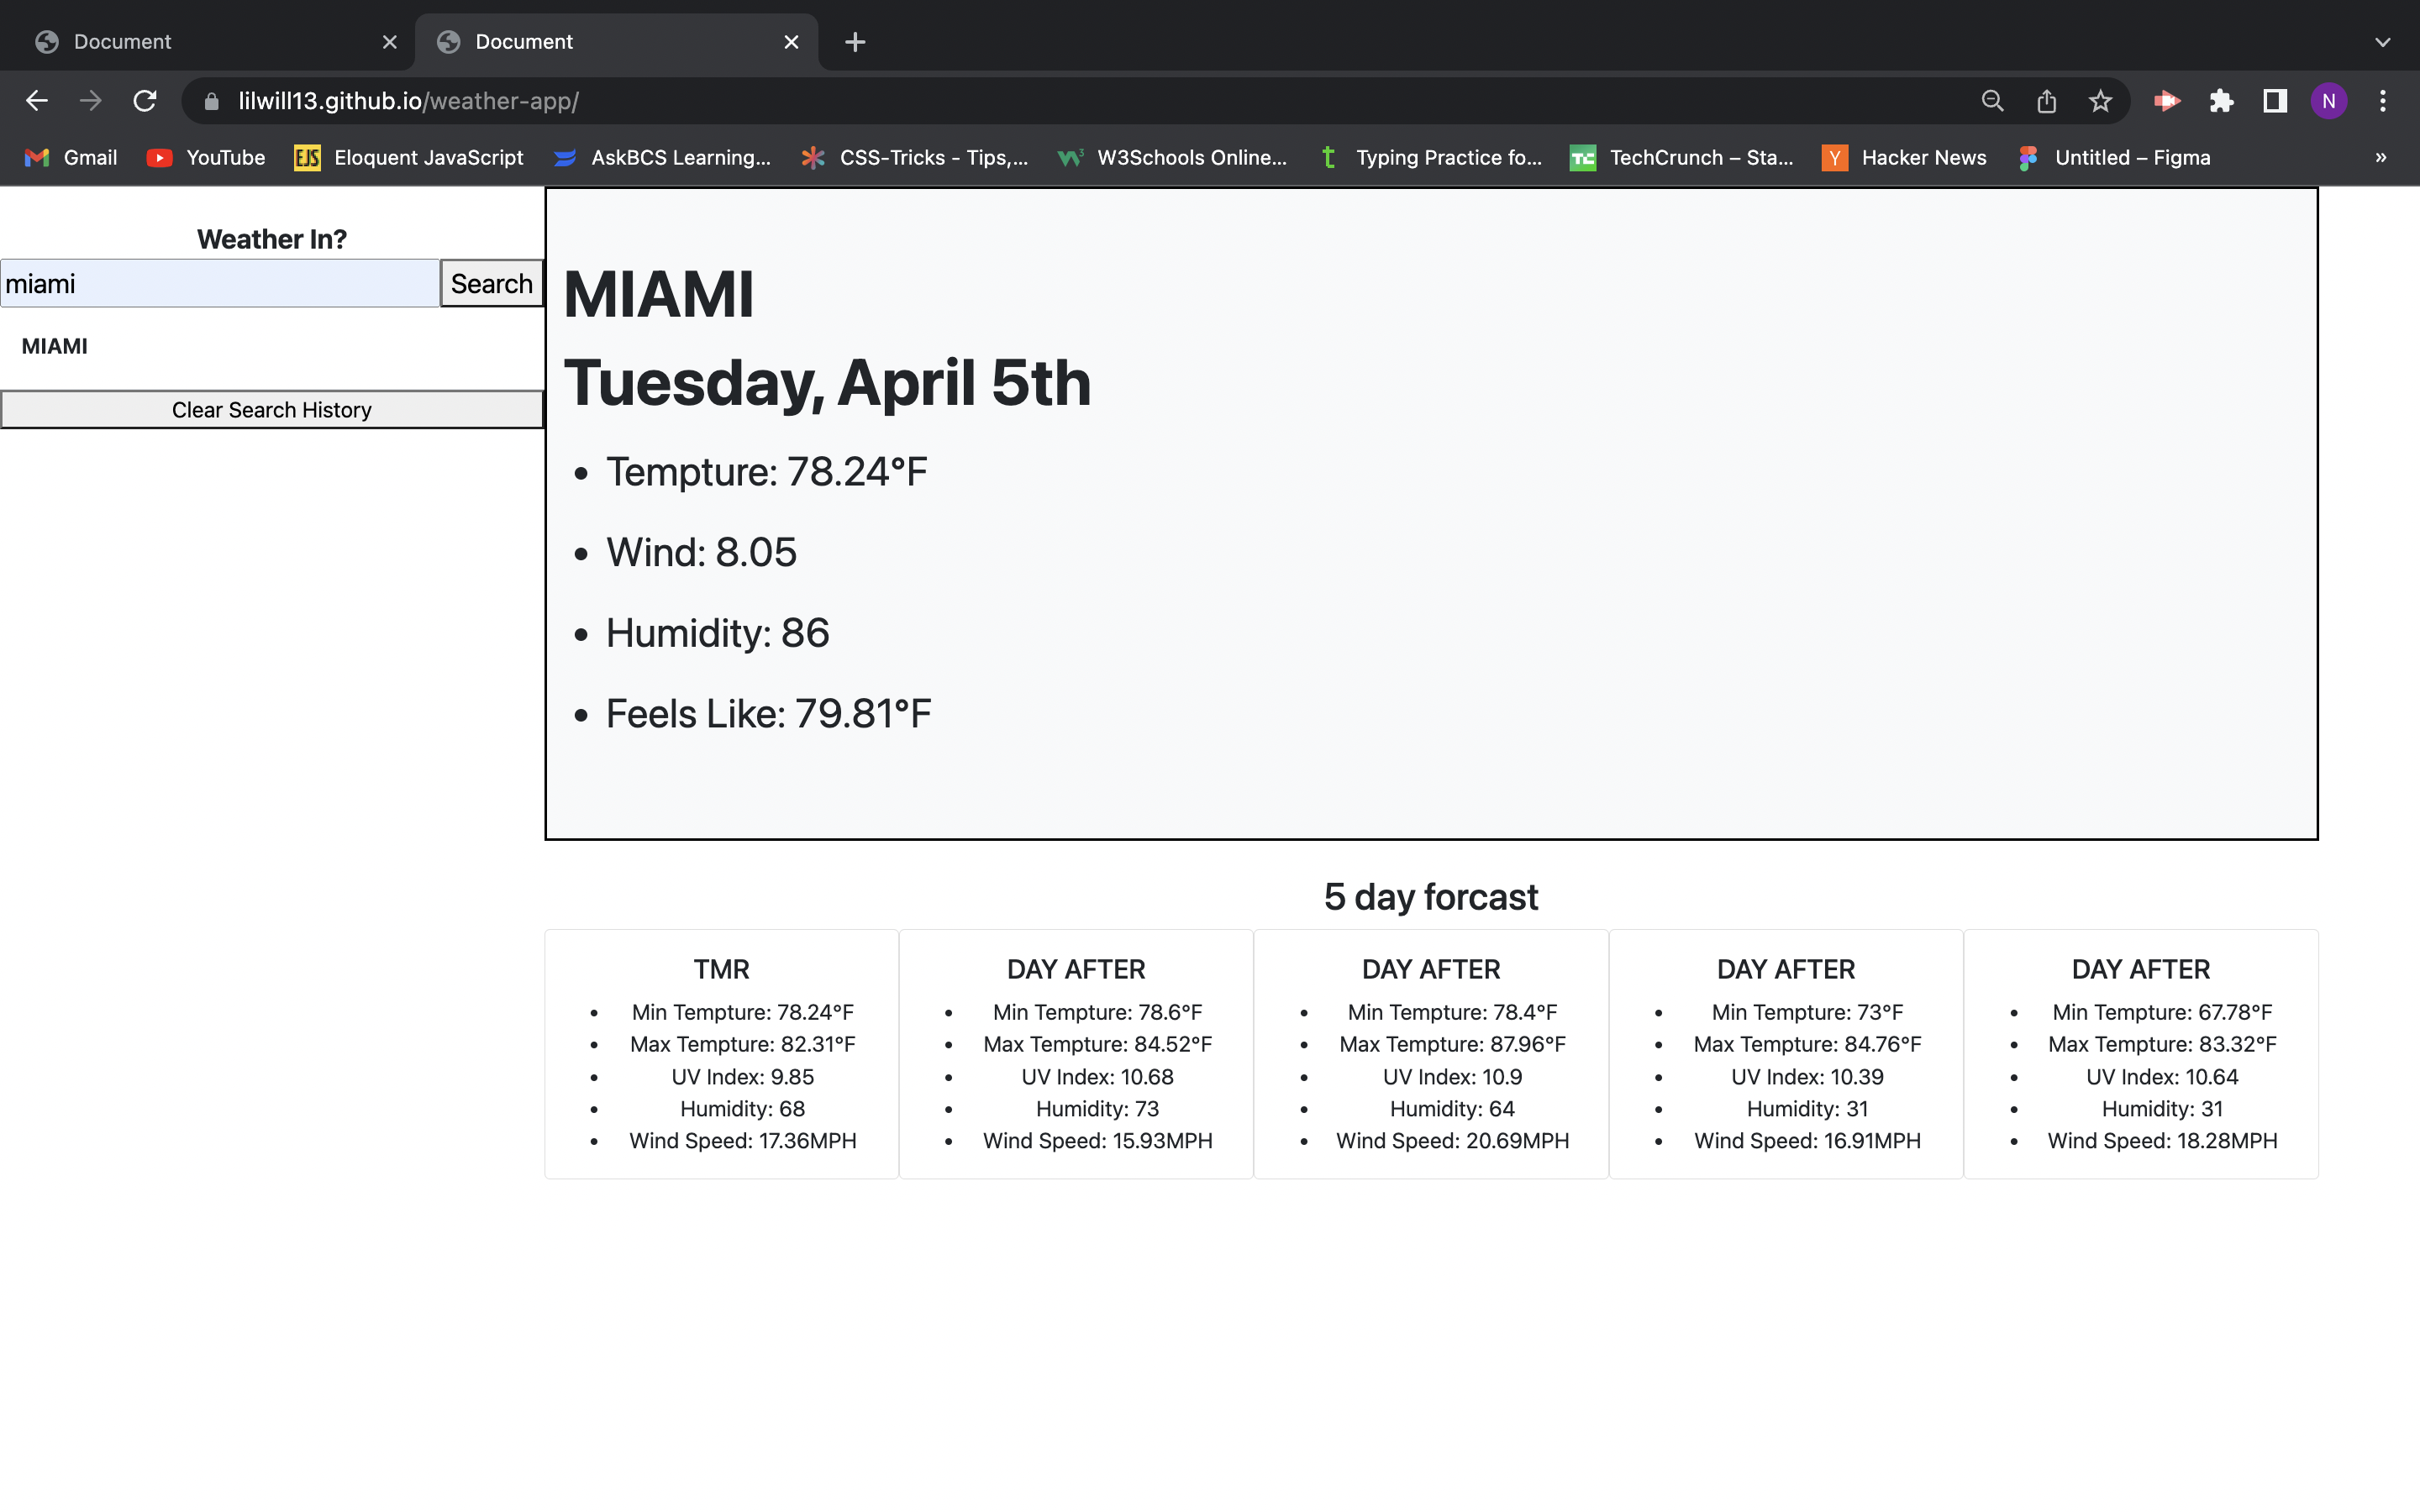 Document
Document
lilwill13.github.io/weather-app/
N
Gmail
YouTube
EJS
Eloquent JavaScript
AskBCS Learning...
CSS-Tricks - Tips,...
W3Schools Online...
t
Typing Practice fo...
TechCrunch – Sta...
Y
Hacker News
Untitled – Figma
»
Weather In?
miami
Search
MIAMI
Clear Search History
MIAMI
Tuesday, April 5th
• Tempture: 78.24°F
• Wind: 8.05
• Humidity: 86
• Feels Like: 79.81°F
5 day forcast
TMR
• Min Tempture: 78.24°F
• Max Tempture: 82.31°F
• UV Index: 9.85
• Humidity: 68
• Wind Speed: 17.36MPH
DAY AFTER
• Min Tempture: 78.6°F
• Max Tempture: 84.52°F
• UV Index: 10.68
• Humidity: 73
• Wind Speed: 15.93MPH
DAY AFTER
• Min Tempture: 78.4°F
• Max Tempture: 87.96°F
• UV Index: 10.9
• Humidity: 64
• Wind Speed: 20.69MPH
DAY AFTER
• Min Tempture: 73°F
• Max Tempture: 84.76°F
• UV Index: 10.39
• Humidity: 31
• Wind Speed: 16.91MPH
DAY AFTER
• Min Tempture: 67.78°F
• Max Tempture: 83.32°F
• UV Index: 10.64
• Humidity: 31
• Wind Speed: 18.28MPH